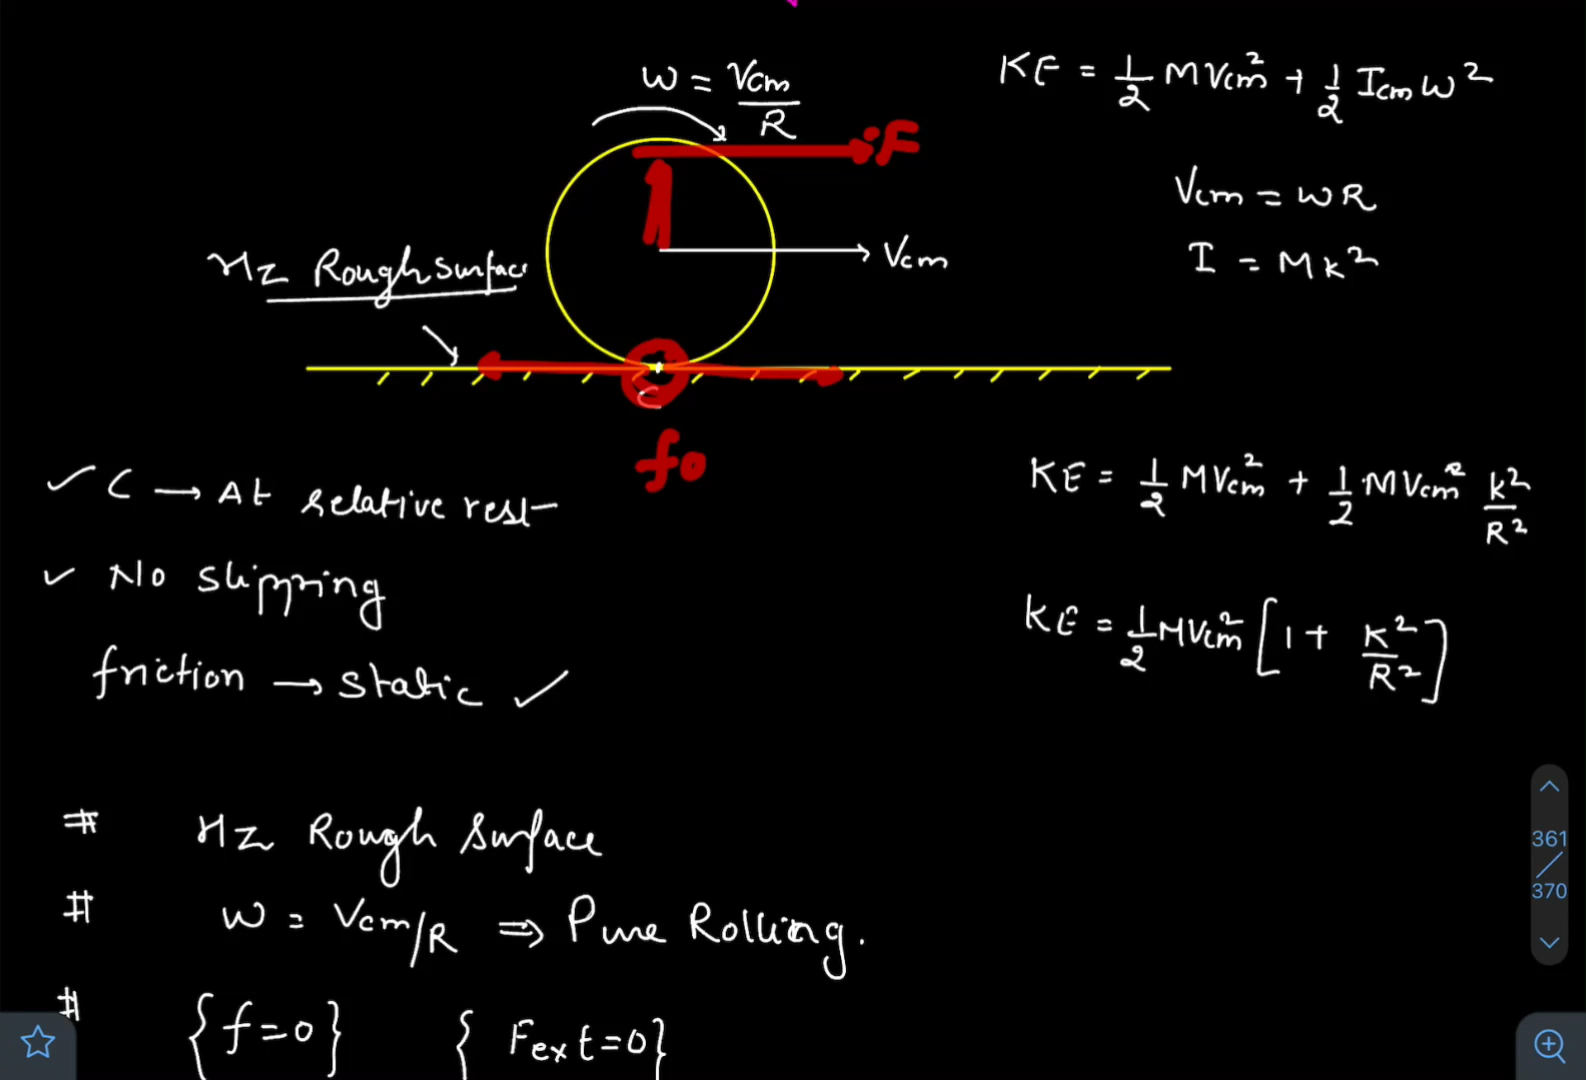 W = Vcm/R
F
KE = 1/2 MVcm² + 1/2 Icm W²
Vcm = WR
I = MK²
Vcm
HZ Rough surface
C
fo
✓ C → At relative rest
✓ No slipping
friction → static ✓
KE = 1/2 MVcm² + 1/2 MVcm² K²/R²
KE = 1/2 MVcm² [1 + K²/R²]
# HZ Rough surface
# W = Vcm/R ⇒ Pure Rolling.
# {f=0} { Fext=0}
361
/
370